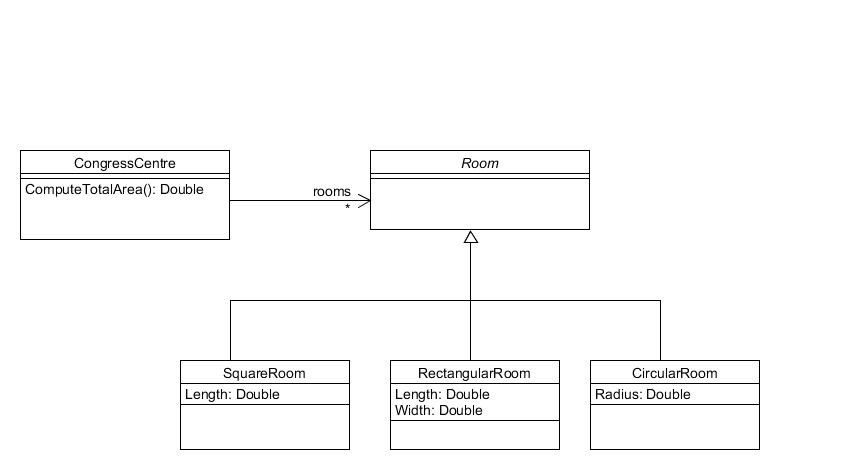 CongressCentre
ComputeTotalArea(): Double
rooms
*
Room
SquareRoom
Length: Double
RectangularRoom
Length: Double
Width: Double
CircularRoom
Radius: Double